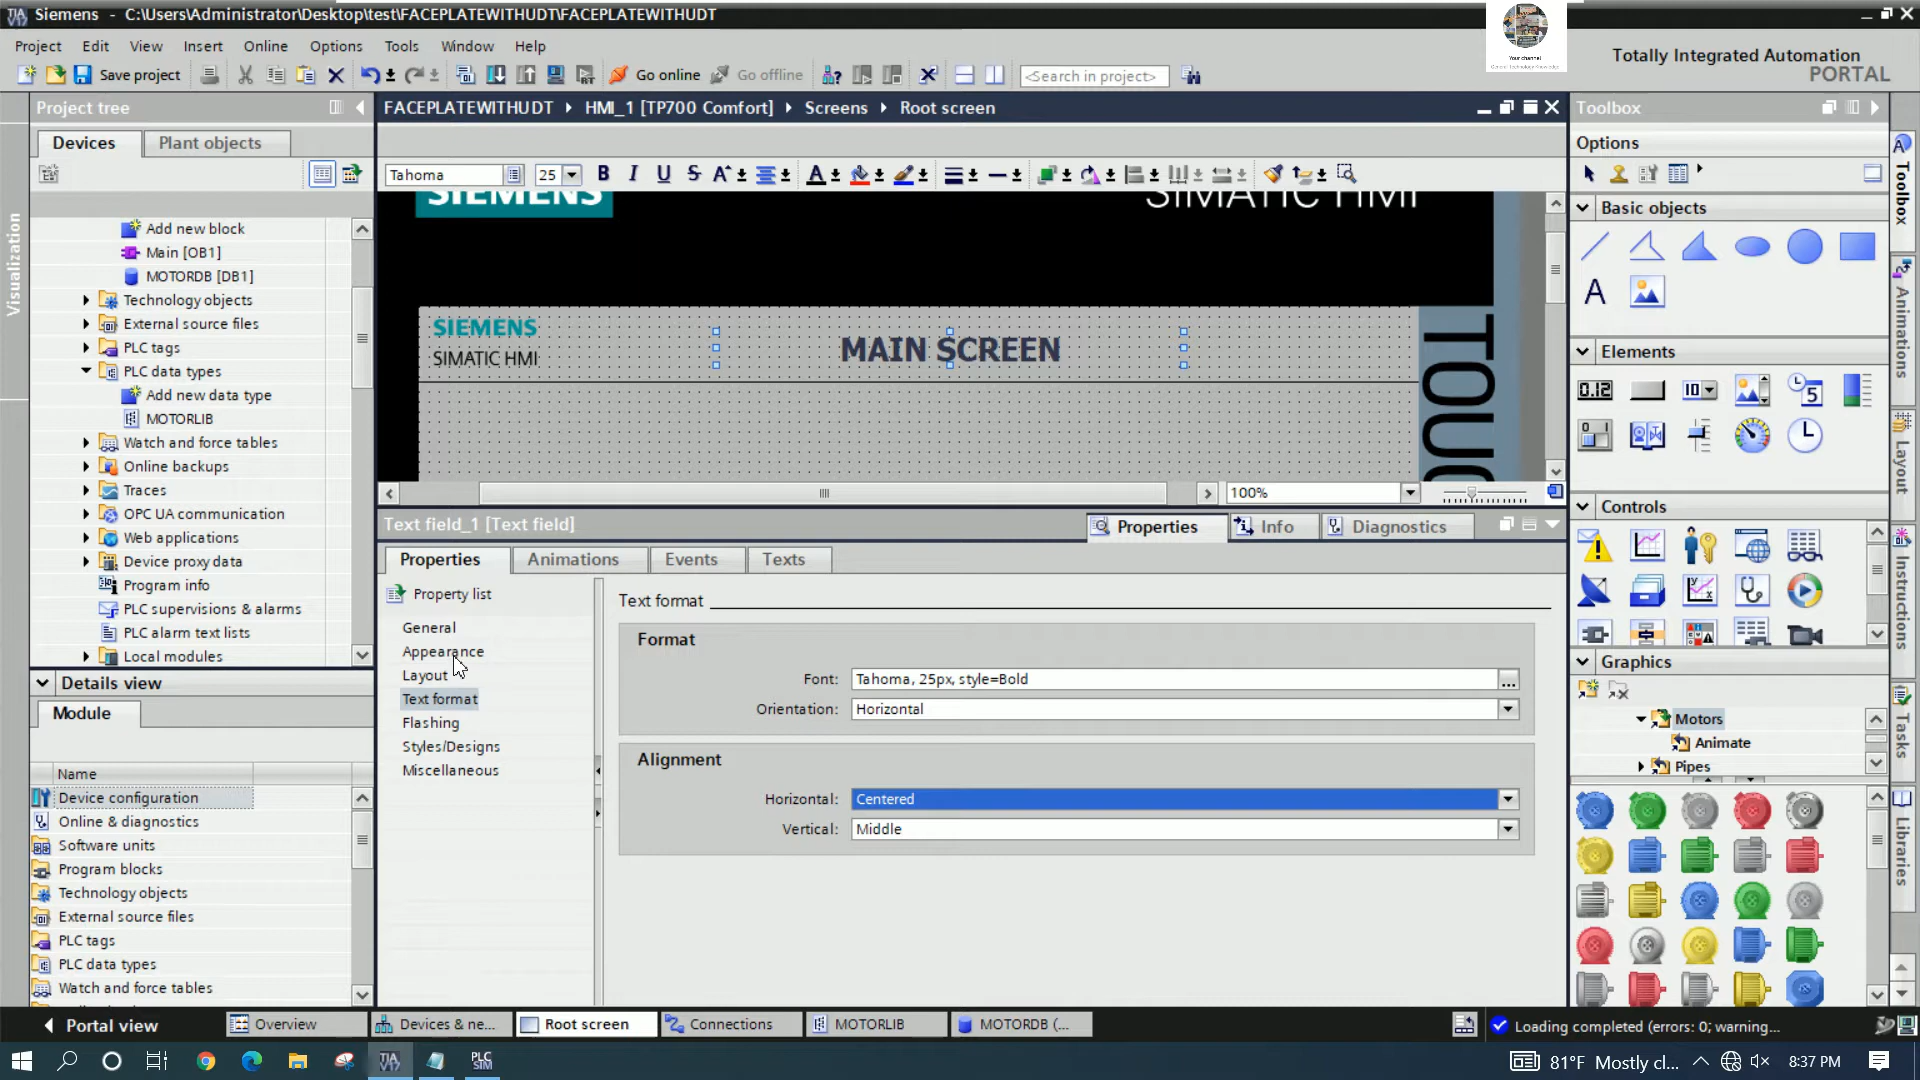 Siemens - C:\Users\Administrator\Desktop\test\FACEPLATEWITHUDT\FACEPLATEWITHUDT
Project Edit View Insert Online Options Tools Window Help
Save project
Go online
Go offline
<Search in project>
Your channel
Totally Integrated Automation
PORTAL
Project tree
Devices
Plant objects
Visualization
Add new block
Main [OB1]
MOTORDB [DB1]
Technology objects
External source files
PLC tags
PLC data types
Add new data type
MOTORLIB
Watch and force tables
Online backups
Traces
OPC UA communication
Web applications
Device proxy data
Program info
PLC supervisions & alarms
PLC alarm text lists
Local modules
Details view
Module
Name
Device configuration
Online & diagnostics
Software units
Program blocks
Technology objects
External source files
PLC tags
PLC data types
Watch and force tables
FACEPLATEWITHUDT HMI_1 [TP700 Comfort] Screens Root screen
Tahoma
25
SIEMENS
SIMATIC HMI
SIEMENS
SIMATIC HMI
MAIN SCREEN
TOUC
100%
Text field_1 [Text field]
Properties
Info
Diagnostics
Properties
Animations
Events
Texts
Property list
General
Appearance
Layout
Text format
Flashing
Styles/Designs
Miscellaneous
Text format
Format
Font: Tahoma, 25px, style=Bold
Orientation: Horizontal
Alignment
Horizontal: Centered
Vertical: Middle
Toolbox
Options
Basic objects
Elements
Controls
Graphics
Motors
Animate
Pipes
Toolbox
Animations
Layout
Instructions
Tasks
Libraries
Portal view
Overview
Devices & ne...
Root screen
Connections
MOTORLIB
MOTORDB (...
Loading completed (errors: 0; warning...
81°F Mostly cl...
8:37 PM